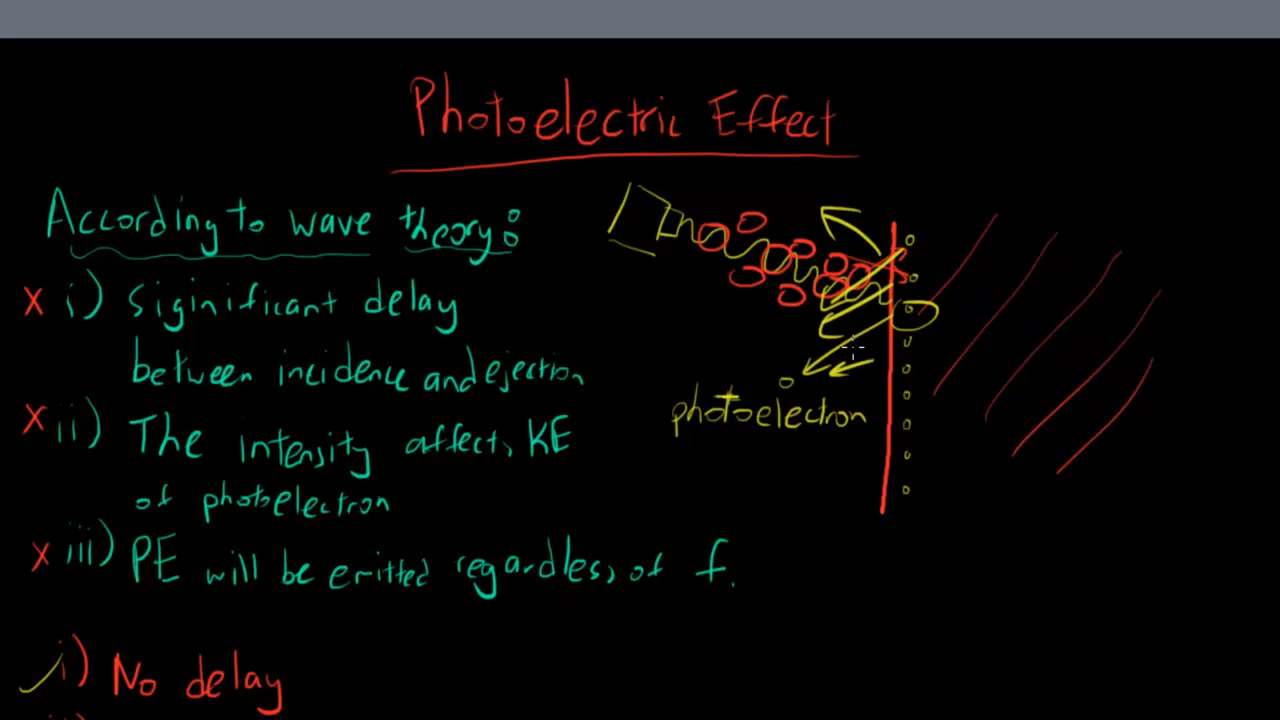 Photoelectric Effect
According to wave theory:
x i) Siginificant delay
between incidence and ejection
x ii) The intensity affects KE
of photoelectron
x iii) PE will be emitted regardless of f.
photoelectron
✓ i) No delay